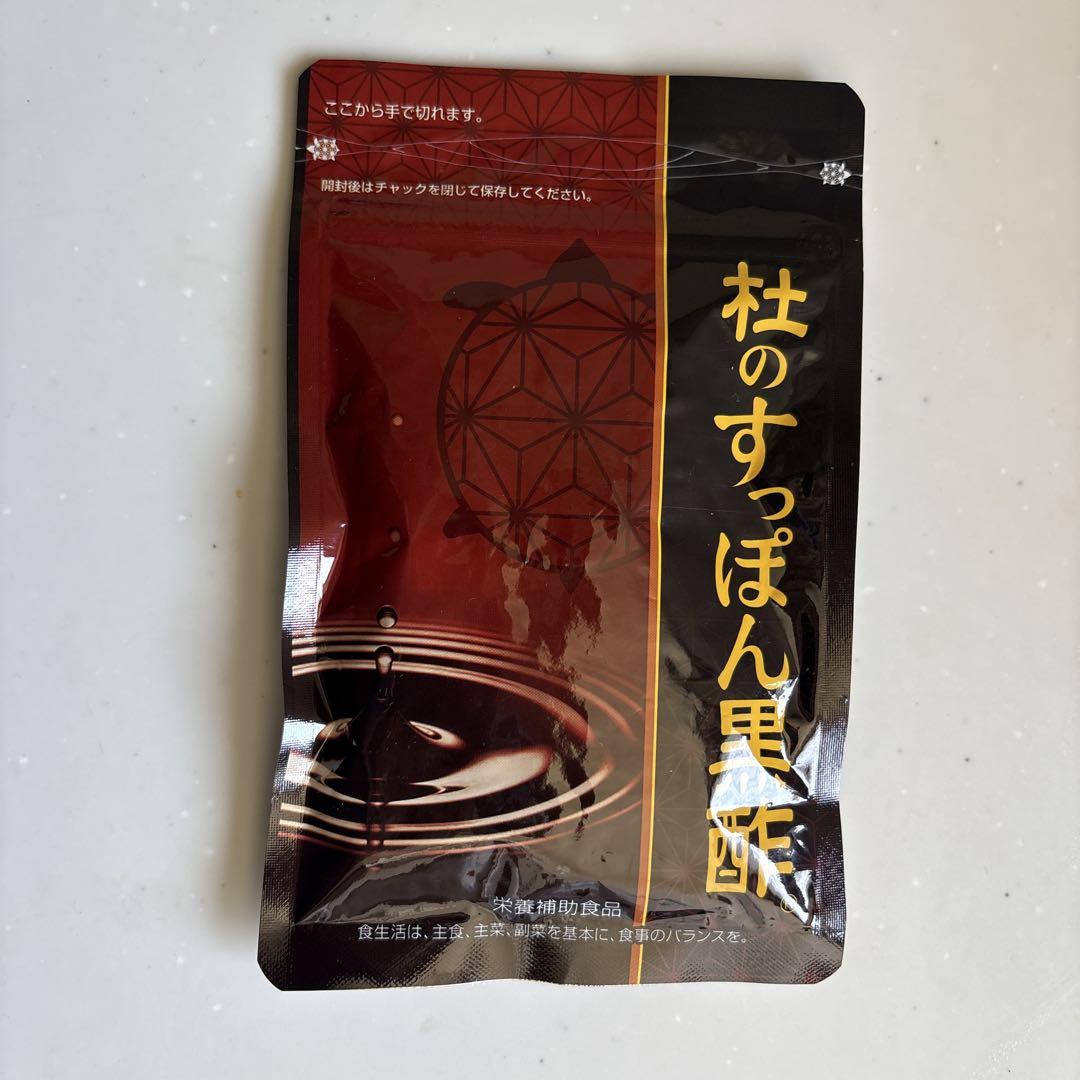 ここから手で切れます。
開封後はチャックを閉じて保存してください。
杜のすっぽん黒酢®
栄養補助食品
食生活は、主食、主菜、副菜を基本に、食事のバランスを。